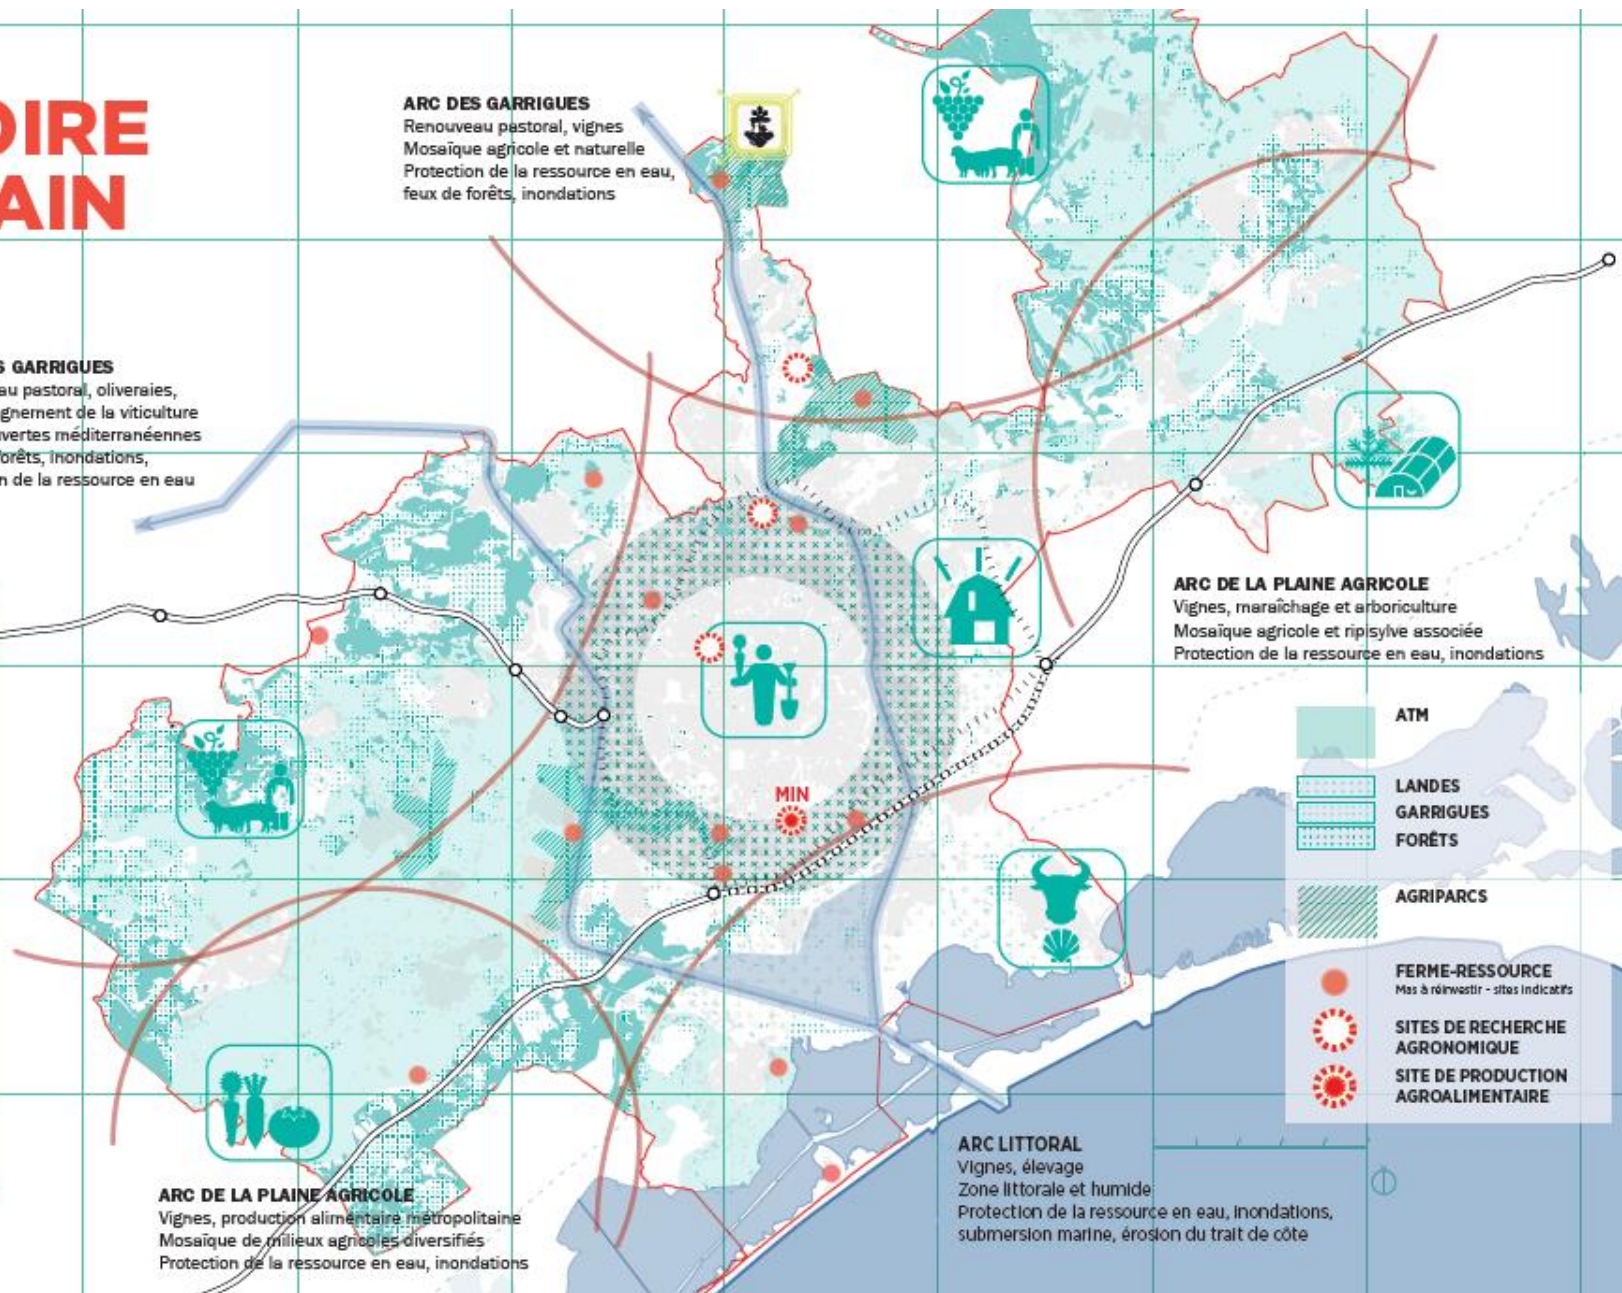 OIRE
AIN
ARC DES GARRIGUES
Renouveau pastoral, vignes
Mosaïque agricole et naturelle
Protection de la ressource en eau,
feux de forêts, inondations
S GARRIGUES
au pastoral, oliveraies,
gnement de la viticulture
uvertes méditerranéennes
orêts, inondations,
n de la ressource en eau
ARC DE LA PLAINE AGRICOLE
Vignes, maraîchage et arboriculture
Mosaïque agricole et ripisylve associée
Protection de la ressource en eau, inondations
MIN
ATM
LANDES
GARRIGUES
FORÊTS
AGRIPARCS
FERME-RESSOURCE
Mas à réinvestir - sites indicatifs
SITES DE RECHERCHE
AGRONOMIQUE
SITE DE PRODUCTION
AGROALIMENTAIRE
ARC LITTORAL
Vignes, élevage
Zone littorale et humide
Protection de la ressource en eau, inondations,
submersion marine, érosion du trait de côte
ARC DE LA PLAINE AGRICOLE
Vignes, production alimentaire métropolitaine
Mosaïque de milieux agricoles diversifiés
Protection de la ressource en eau, inondations